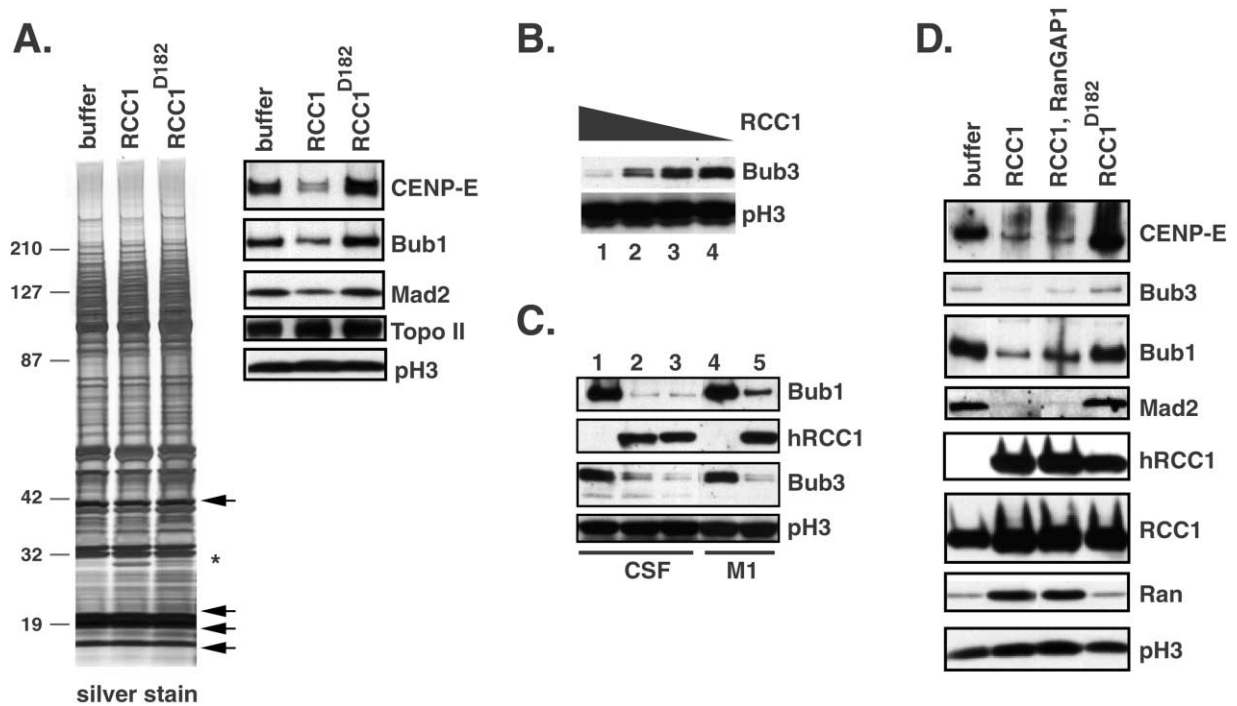 A.
buffer
RCC1
RCC1 D182
210
127
87
42
32
*
19
silver stain
buffer
RCC1
RCC1 D182
CENP-E
Bub1
Mad2
Topo II
pH3
B.
RCC1
Bub3
pH3
1 2 3 4
C.
1 2 3 4 5
Bub1
hRCC1
Bub3
pH3
CSF M1
D.
buffer
RCC1
RCC1, RanGAP1
RCC1 D182
CENP-E
Bub3
Bub1
Mad2
hRCC1
RCC1
Ran
pH3